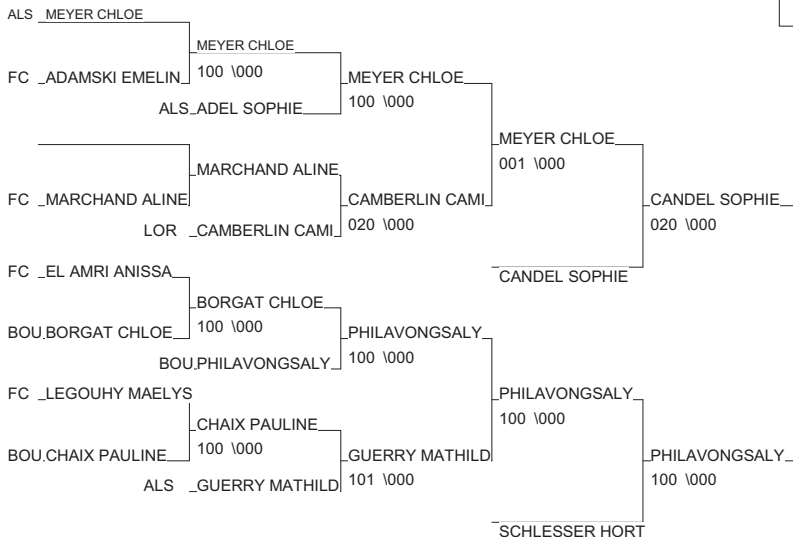 ALS MEYER CHLOE
MEYER CHLOE
FC ADAMSKI EMELIN 100 \000 MEYER CHLOE
ALS ADEL SOPHIE 100 \000
MEYER CHLOE
001 \000
MARCHAND ALINE
FC MARCHAND ALINE CAMBERLIN CAMI CANDEL SOPHIE
LOR CAMBERLIN CAMI 020 \000 020 \000
FC EL AMRI ANISSA CANDEL SOPHIE
BORGAT CHLOE
BOU BORGAT CHLOE 100 \000 PHILAVONGSALY
BOU PHILAVONGSALY 100 \000
FC LEGOUHY MAELYS PHILAVONGSALY
CHAIX PAULINE 100 \000
BOU CHAIX PAULINE 100 \000 GUERRY MATHILD PHILAVONGSALY
ALS GUERRY MATHILD 101 \000 100 \000
SCHLESSER HORT